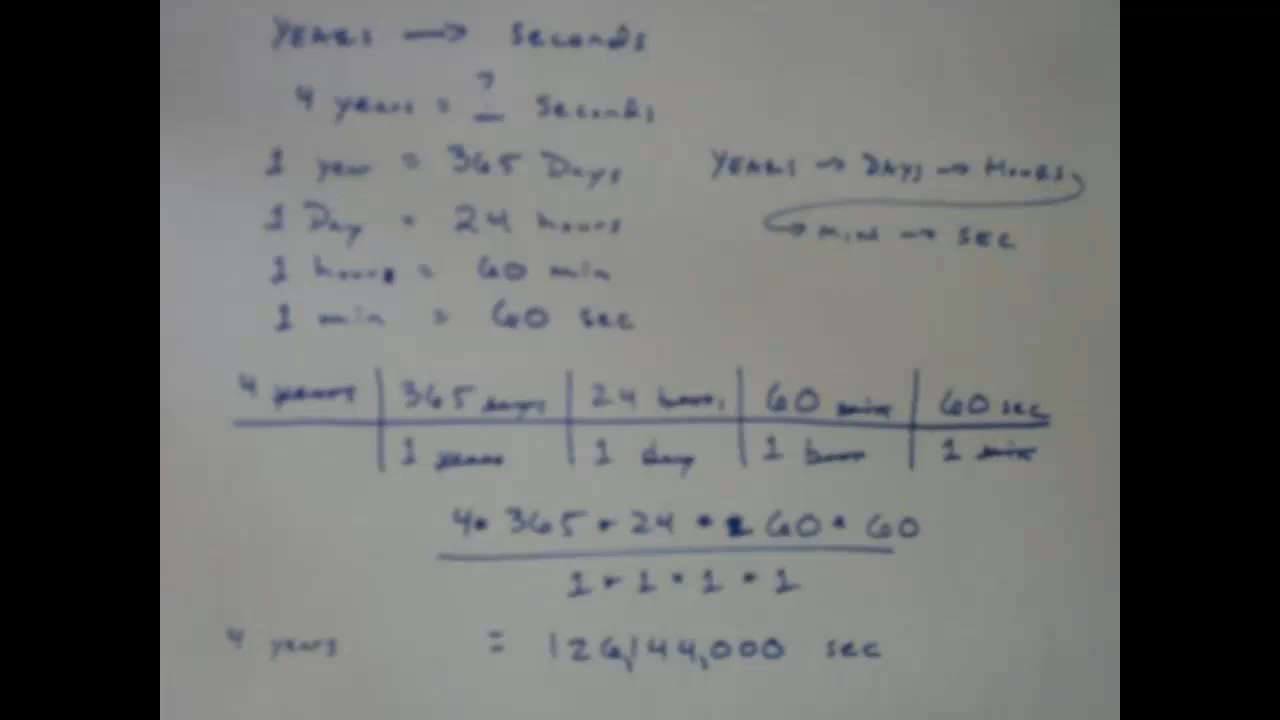 YEARS → Seconds
4 years = ? Seconds
1 year = 365 Days
YEARS → DAYS → HOURS
1 Day = 24 hours
→ MIN → SEC
1 hour = 60 min
1 min = 60 sec
4 years 365 days 24 hours 60 min 60 sec
1 years 1 day 1 hour 1 min
4 • 365 • 24 • 60 • 60
1 • 1 • 1 • 1
4 years = 126,144,000 sec